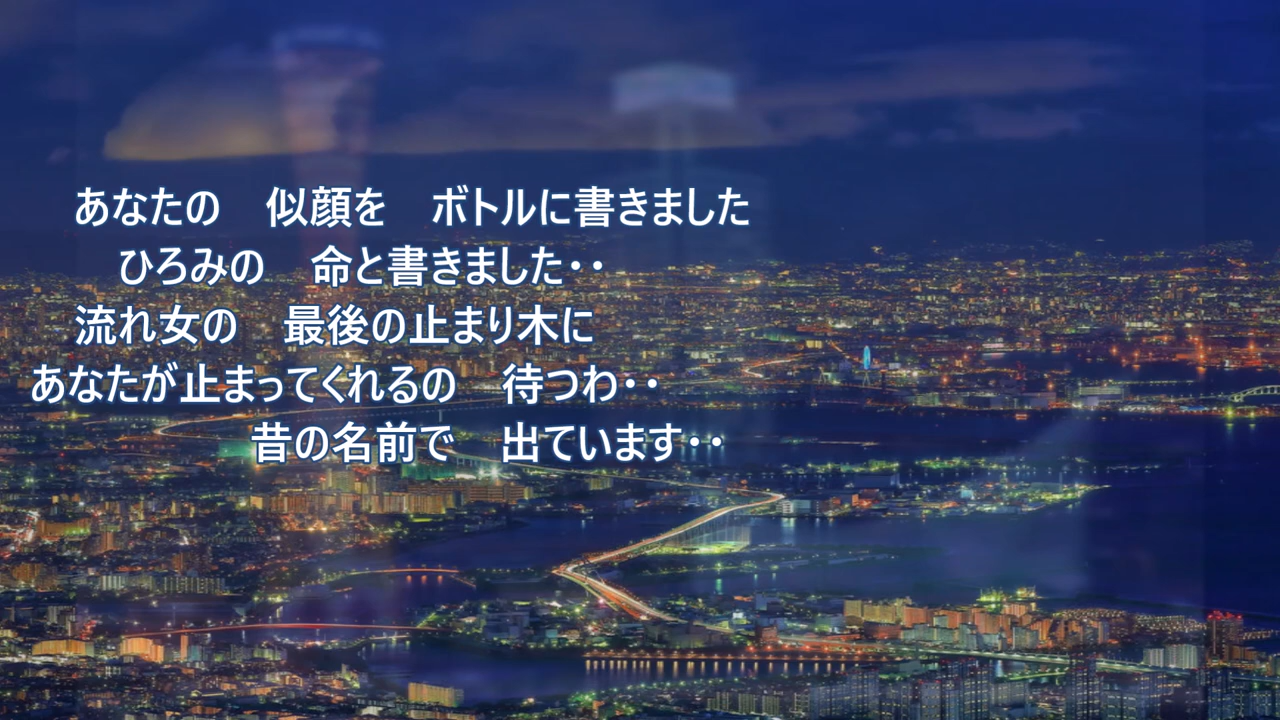 あなたの　似顔を　ボトルに書きました
ひろみの　命と書きました・・
流れ女の　最後の止まり木に
あなたが止まってくれるの　待つわ・・
昔の名前で　出ています・・